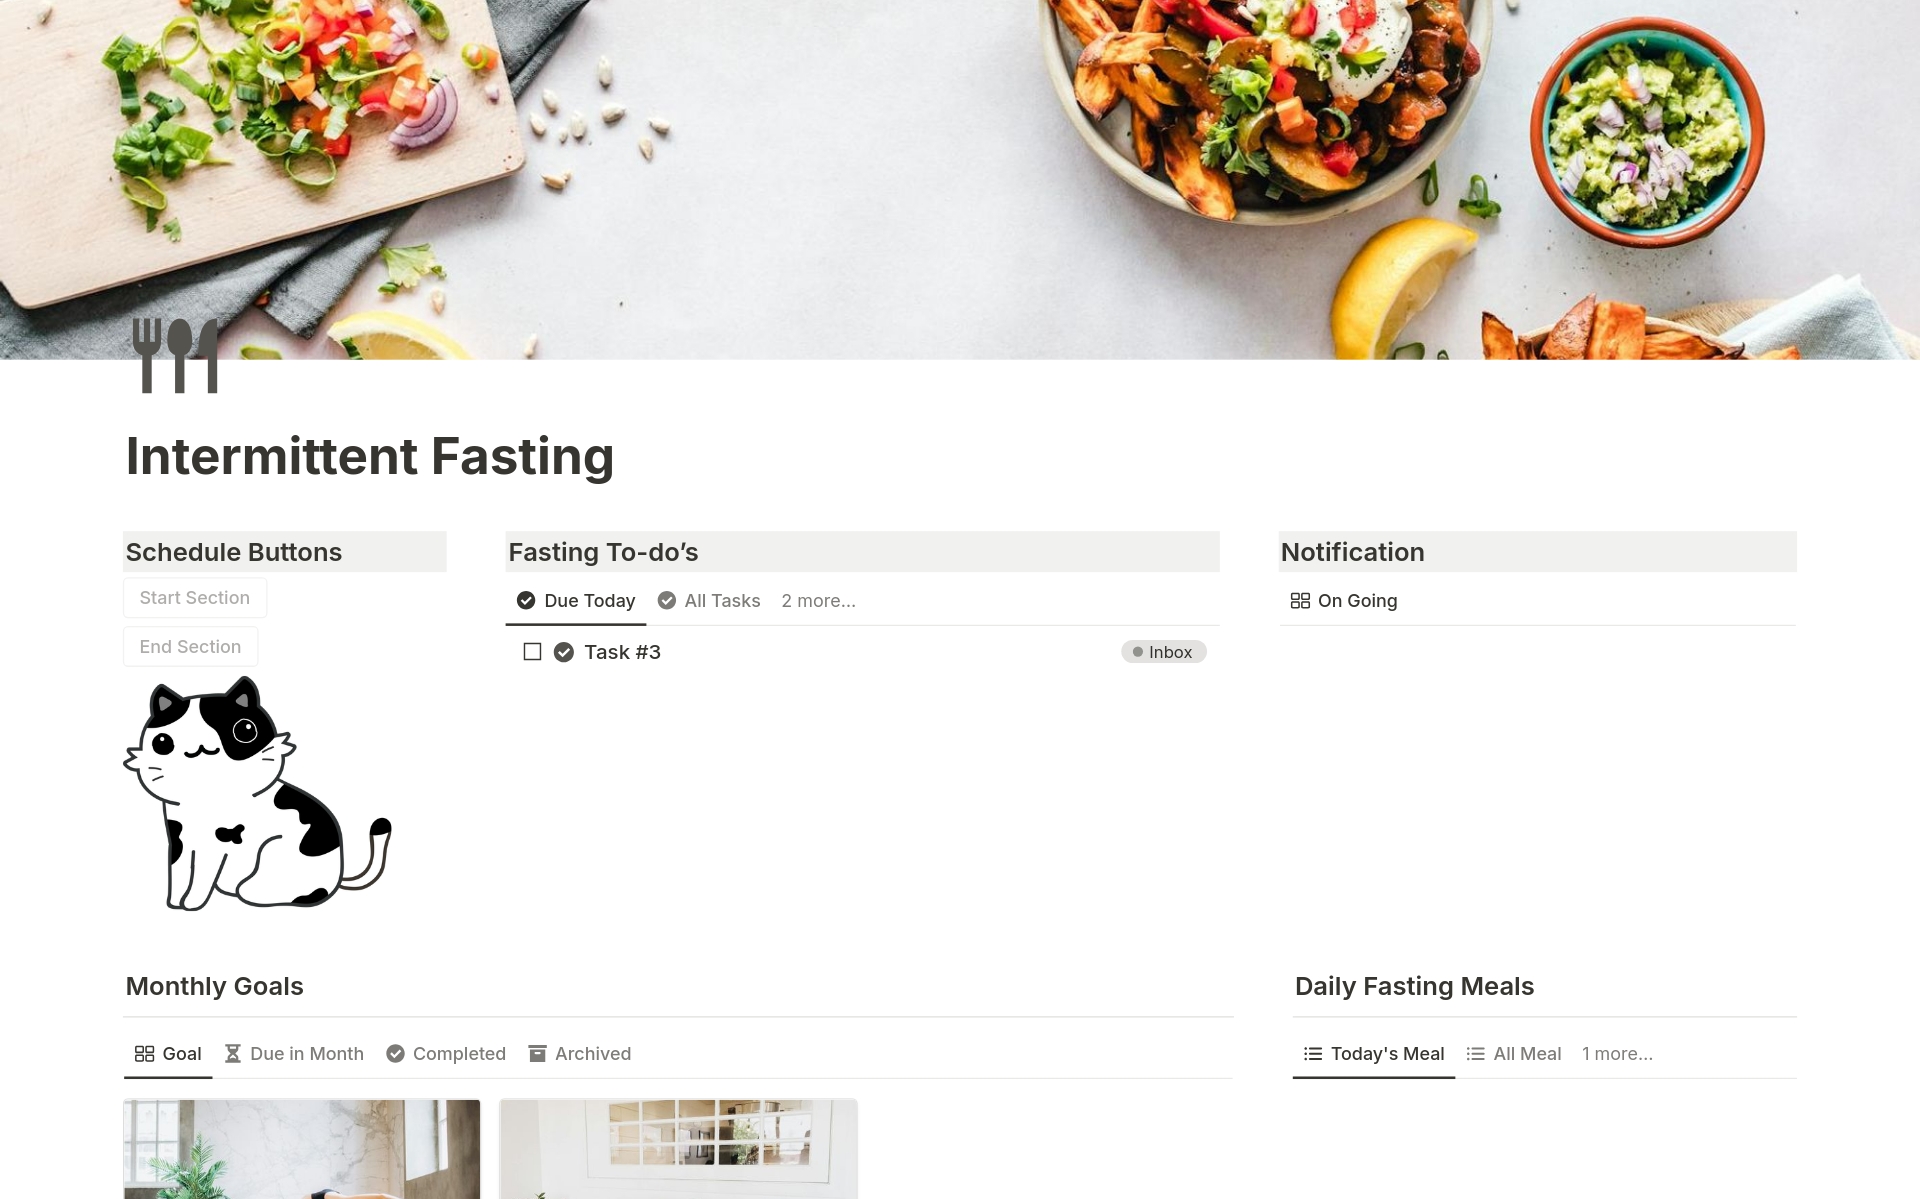 Intermittent Fasting
Schedule Buttons
Start Section
End Section
Fasting To-do’s
Due Today
All Tasks
2 more...
Task #3
Inbox
Notification
On Going
Monthly Goals
Goal
Due in Month
Completed
Archived
Daily Fasting Meals
Today's Meal
All Meal
1 more...